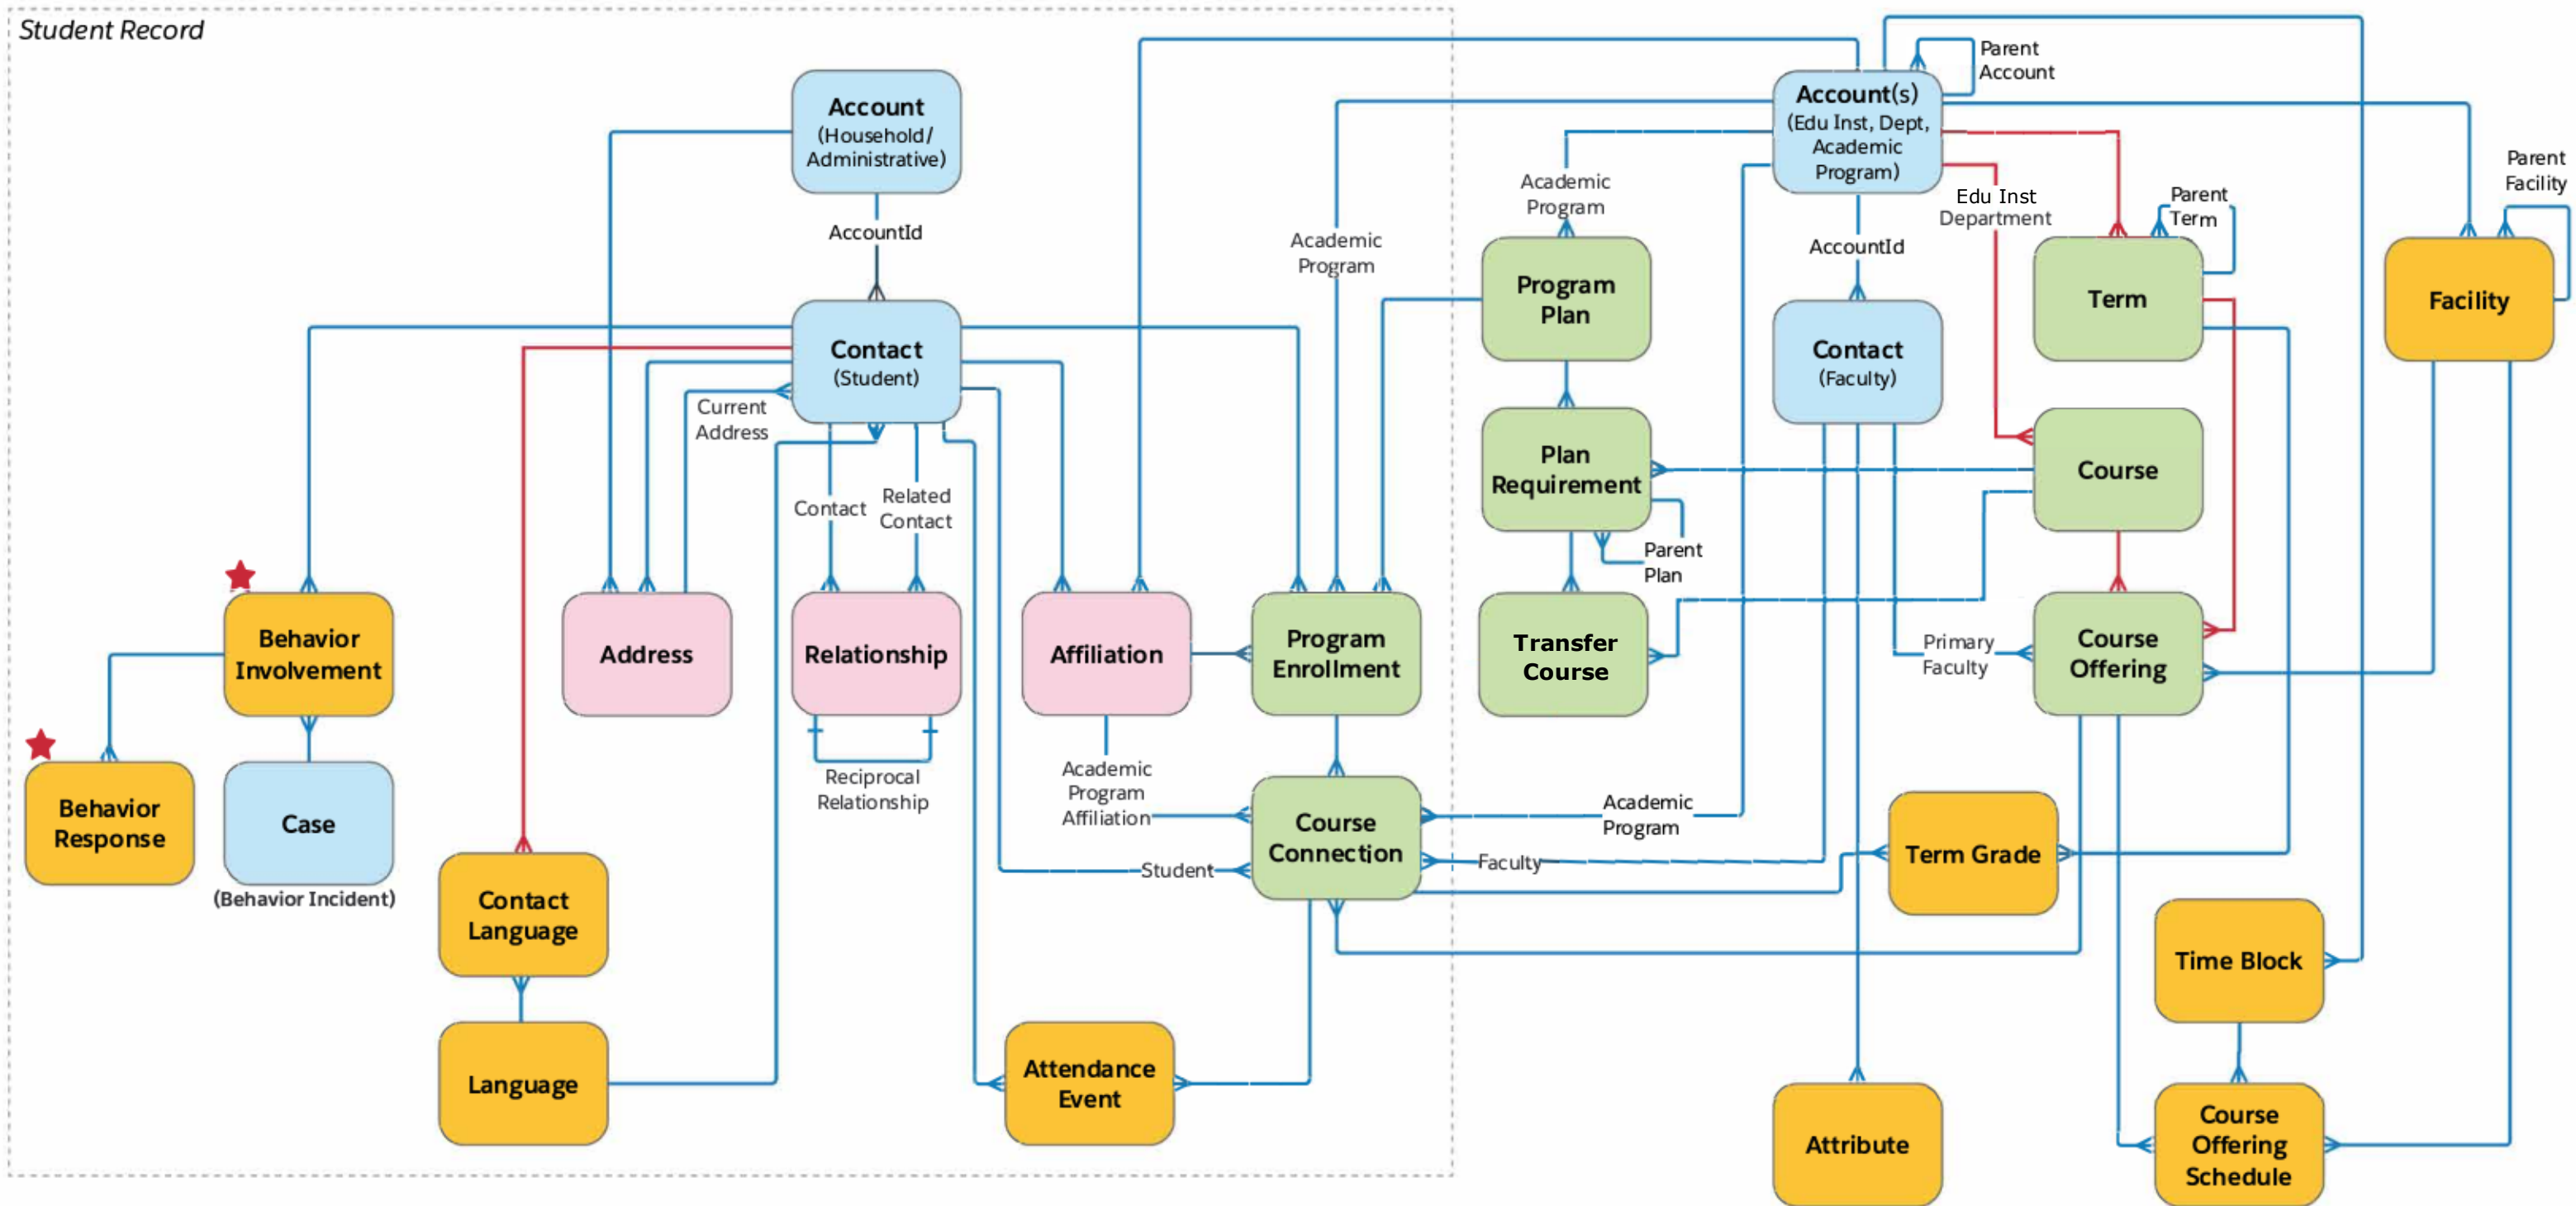 Student Record
Account
(Household/
Administrative)
AccountId
Contact
(Student)
Current
Address
Contact
Related
Contact
Behavior
Involvement
Behavior
Response
Case
(Behavior Incident)
Address
Relationship
Reciprocal
Relationship
Affiliation
Academic
Program
Affiliation
Student
Contact
Language
Language
Attendance
Event
Academic
Program
Program
Enrollment
Course
Connection
Account(s)
(Edu Inst, Dept,
Academic
Program)
Parent
Account
Academic
Program
Program
Plan
Plan
Requirement
Parent
Plan
Transfer
Course
AccountId
Contact
(Faculty)
Edu Inst
Department
Parent
Term
Term
Parent
Facility
Facility
Course
Primary
Faculty
Course
Offering
Academic
Program
Faculty
Term Grade
Time Block
Attribute
Course
Offering
Schedule